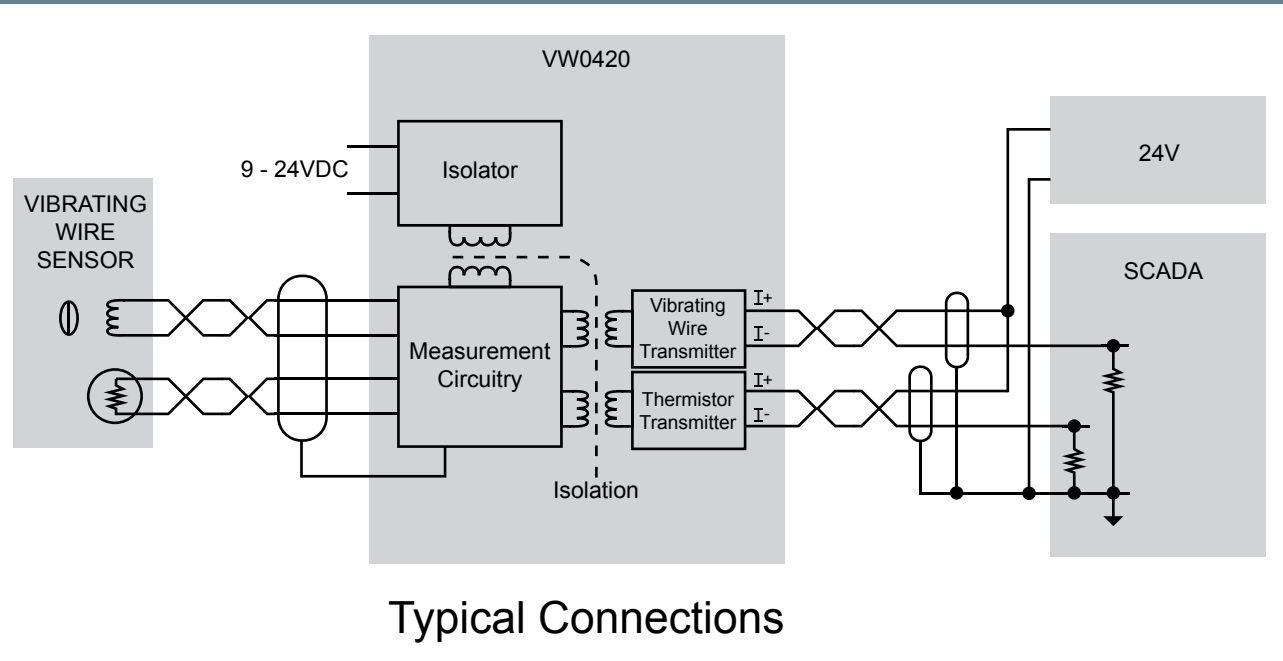 VW0420
9 - 24VDC
Isolator
24V
VIBRATING
WIRE
SENSOR
SCADA
Vibrating
Wire
Transmitter
I+
I-
Measurement
Circuitry
Thermistor
Transmitter
I+
I-
Isolation
Typical Connections